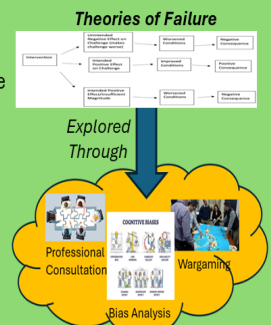 Theories of Failure
Unintended
Negative Effect on
Challenge (makes
challenge worse)
Worsened
Conditions
Negative
Consequence
Intervention
Intended
Positive Effect
on Challenge
Improved
Conditions
Positive
Consequence
Intended Positive
Effect/Insufficient
Magnitude
Worsened
Conditions
Negative
Consequence
e
Explored
Through
COGNITIVE BIASES
Professional
Consultation
Wargaming
Bias Analysis